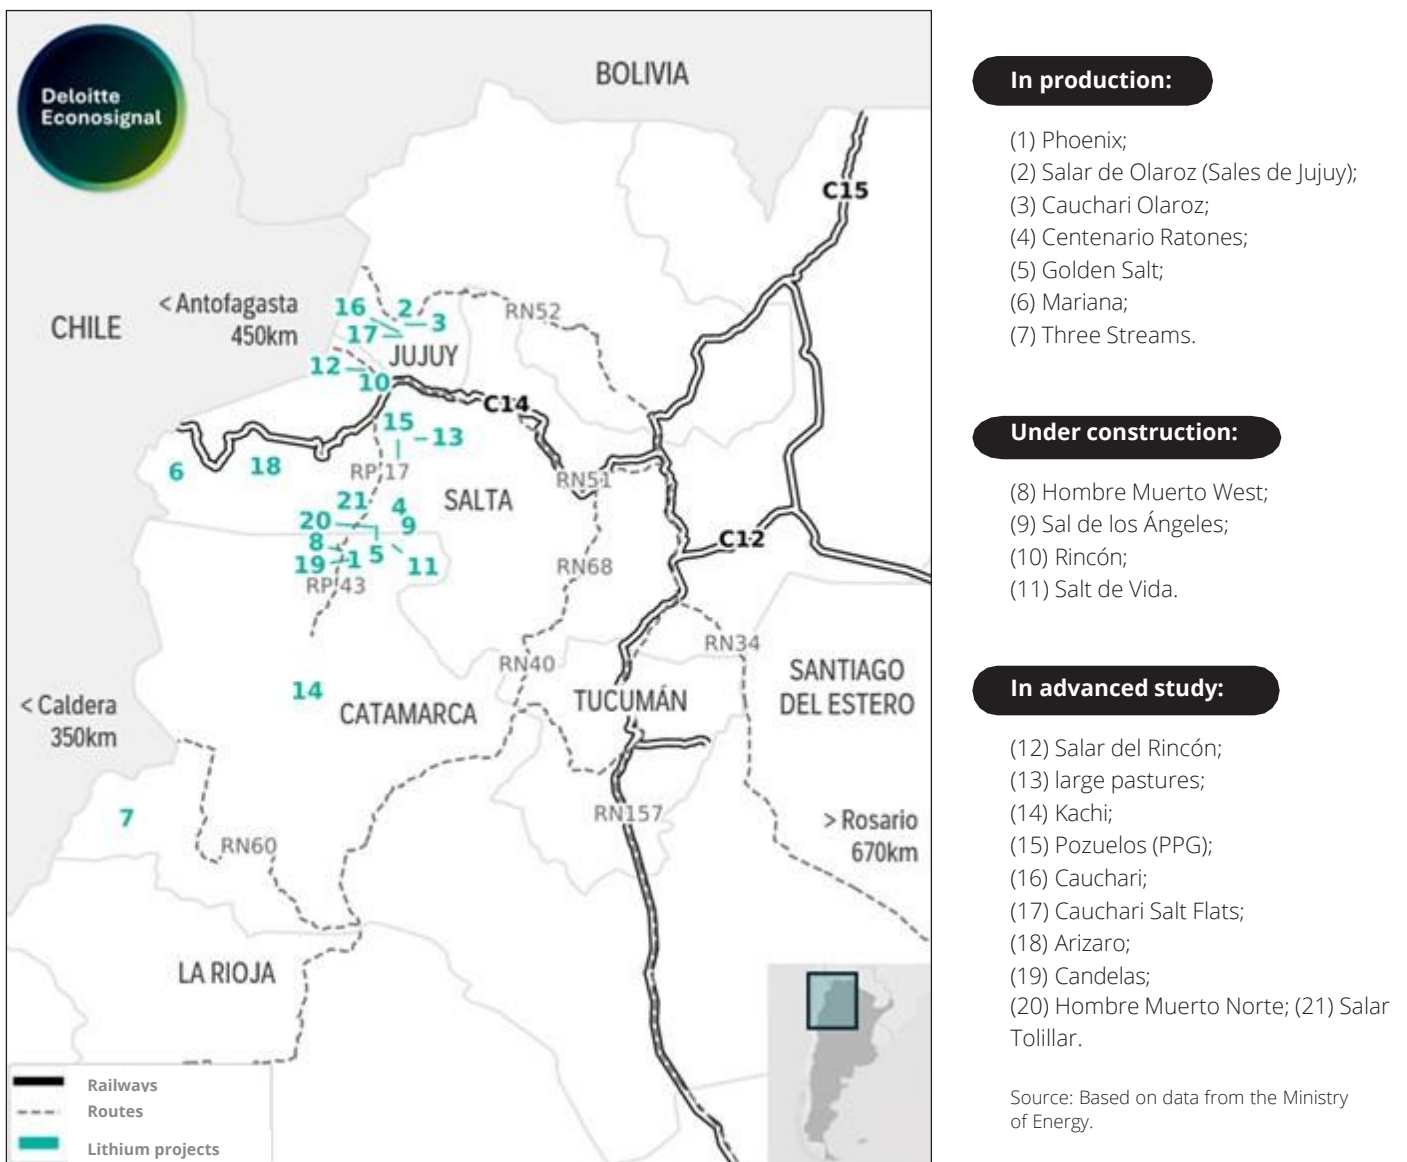 Deloitte
Econosignal
BOLIVIA
C15
< Antofagasta
450km
CHILE
16
2
3
17
RN52
JUJUY
12
10
C14
15
13
6
18
RP 17
RN51
SALTA
21
4
20
9
8
5
C12
19
1
11
RP 43
RN68
RN34
RN40
SANTIAGO
DEL ESTERO
14
TUCUMÁN
CATAMARCA
< Caldera
350km
7
RN157
> Rosario
670km
RN60
LA RIOJA
Railways
Routes
Lithium projects
In production:
(1) Phoenix;
(2) Salar de Olaroz (Sales de Jujuy);
(3) Cauchari Olaroz;
(4) Centenario Ratones;
(5) Golden Salt;
(6) Mariana;
(7) Three Streams.
Under construction:
(8) Hombre Muerto West;
(9) Sal de los Ángeles;
(10) Rincón;
(11) Salt de Vida.
In advanced study:
(12) Salar del Rincón;
(13) large pastures;
(14) Kachi;
(15) Pozuelos (PPG);
(16) Cauchari;
(17) Cauchari Salt Flats;
(18) Arizaro;
(19) Candelas;
(20) Hombre Muerto Norte; (21) Salar
Tolillar.
Source: Based on data from the Ministry
of Energy.